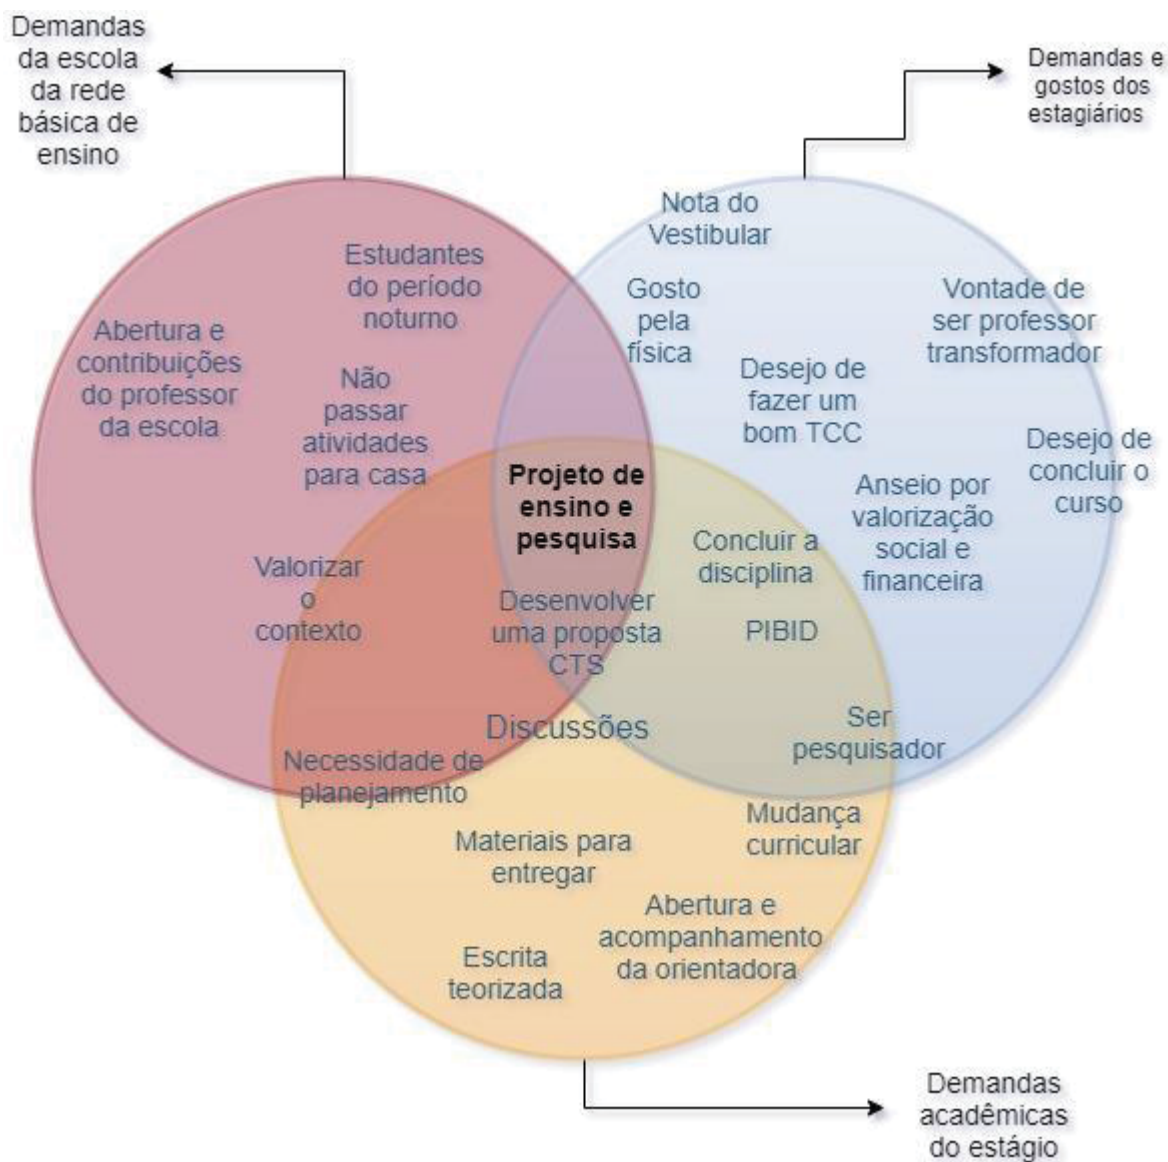 Demandas
da escola
da rede
básica de
ensino
Demandas e
gostos dos
estagiários
Nota do
Vestibular
Estudantes
do período
noturno
Gosto
pela
física
Vontade de
ser professor
transformador
Abertura e
contribuições
do professor
da escola
Não
passar
atividades
para casa
Desejo de
fazer um
bom TCC
Desejo de
concluir o
curso
Projeto de
ensino e
pesquisa
Anseio por
valorização
social e
financeira
Concluir a
disciplina
Valorizar
o
contexto
Desenvolver
uma proposta
CTS
PIBID
Discussões
Ser
pesquisador
Necessidade de
planejamento
Mudança
curricular
Materiais para
entregar
Abertura e
acompanhamento
da orientadora
Escrita
teorizada
Demandas
acadêmicas
do estágio